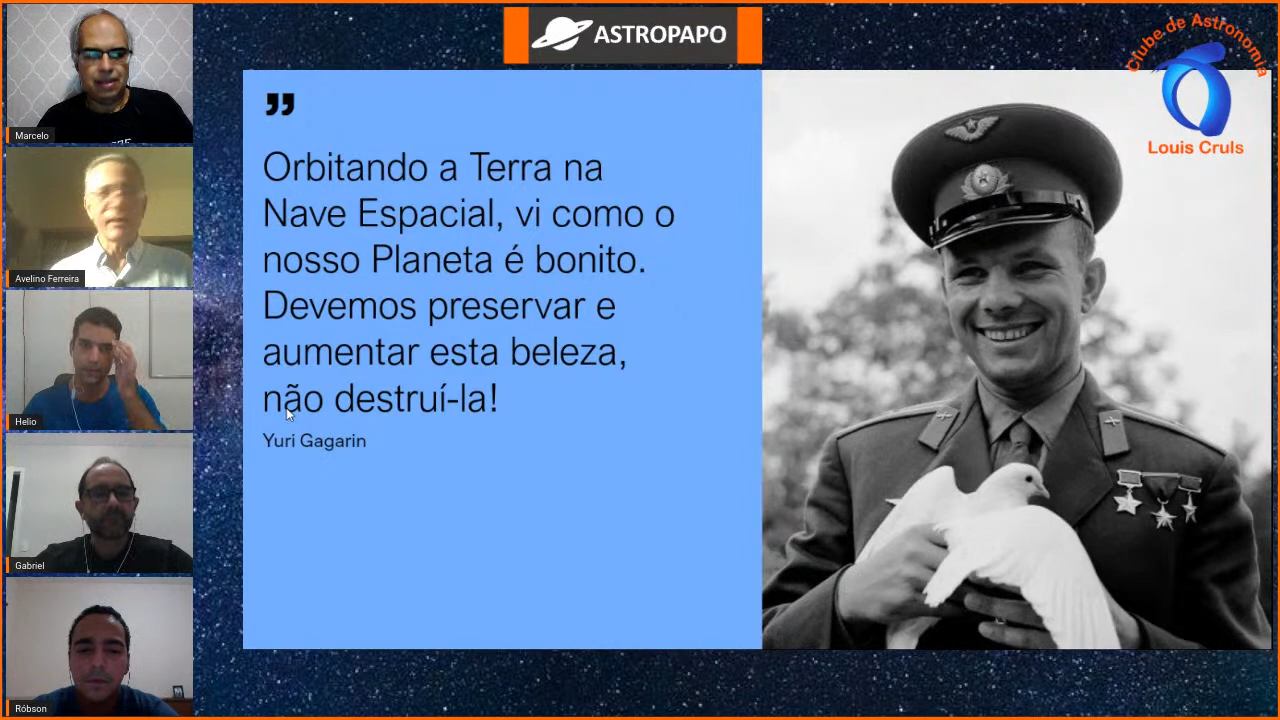 ASTROPAPO
Clube de Astronomia
Louis Cruls
”
Orbitando a Terra na
Nave Espacial, vi como o
nosso Planeta é bonito.
Devemos preservar e
aumentar esta beleza,
não destruí-la!
Yuri Gagarin
Marcelo
Avelino Ferreira
Helio
Gabriel
Róbson